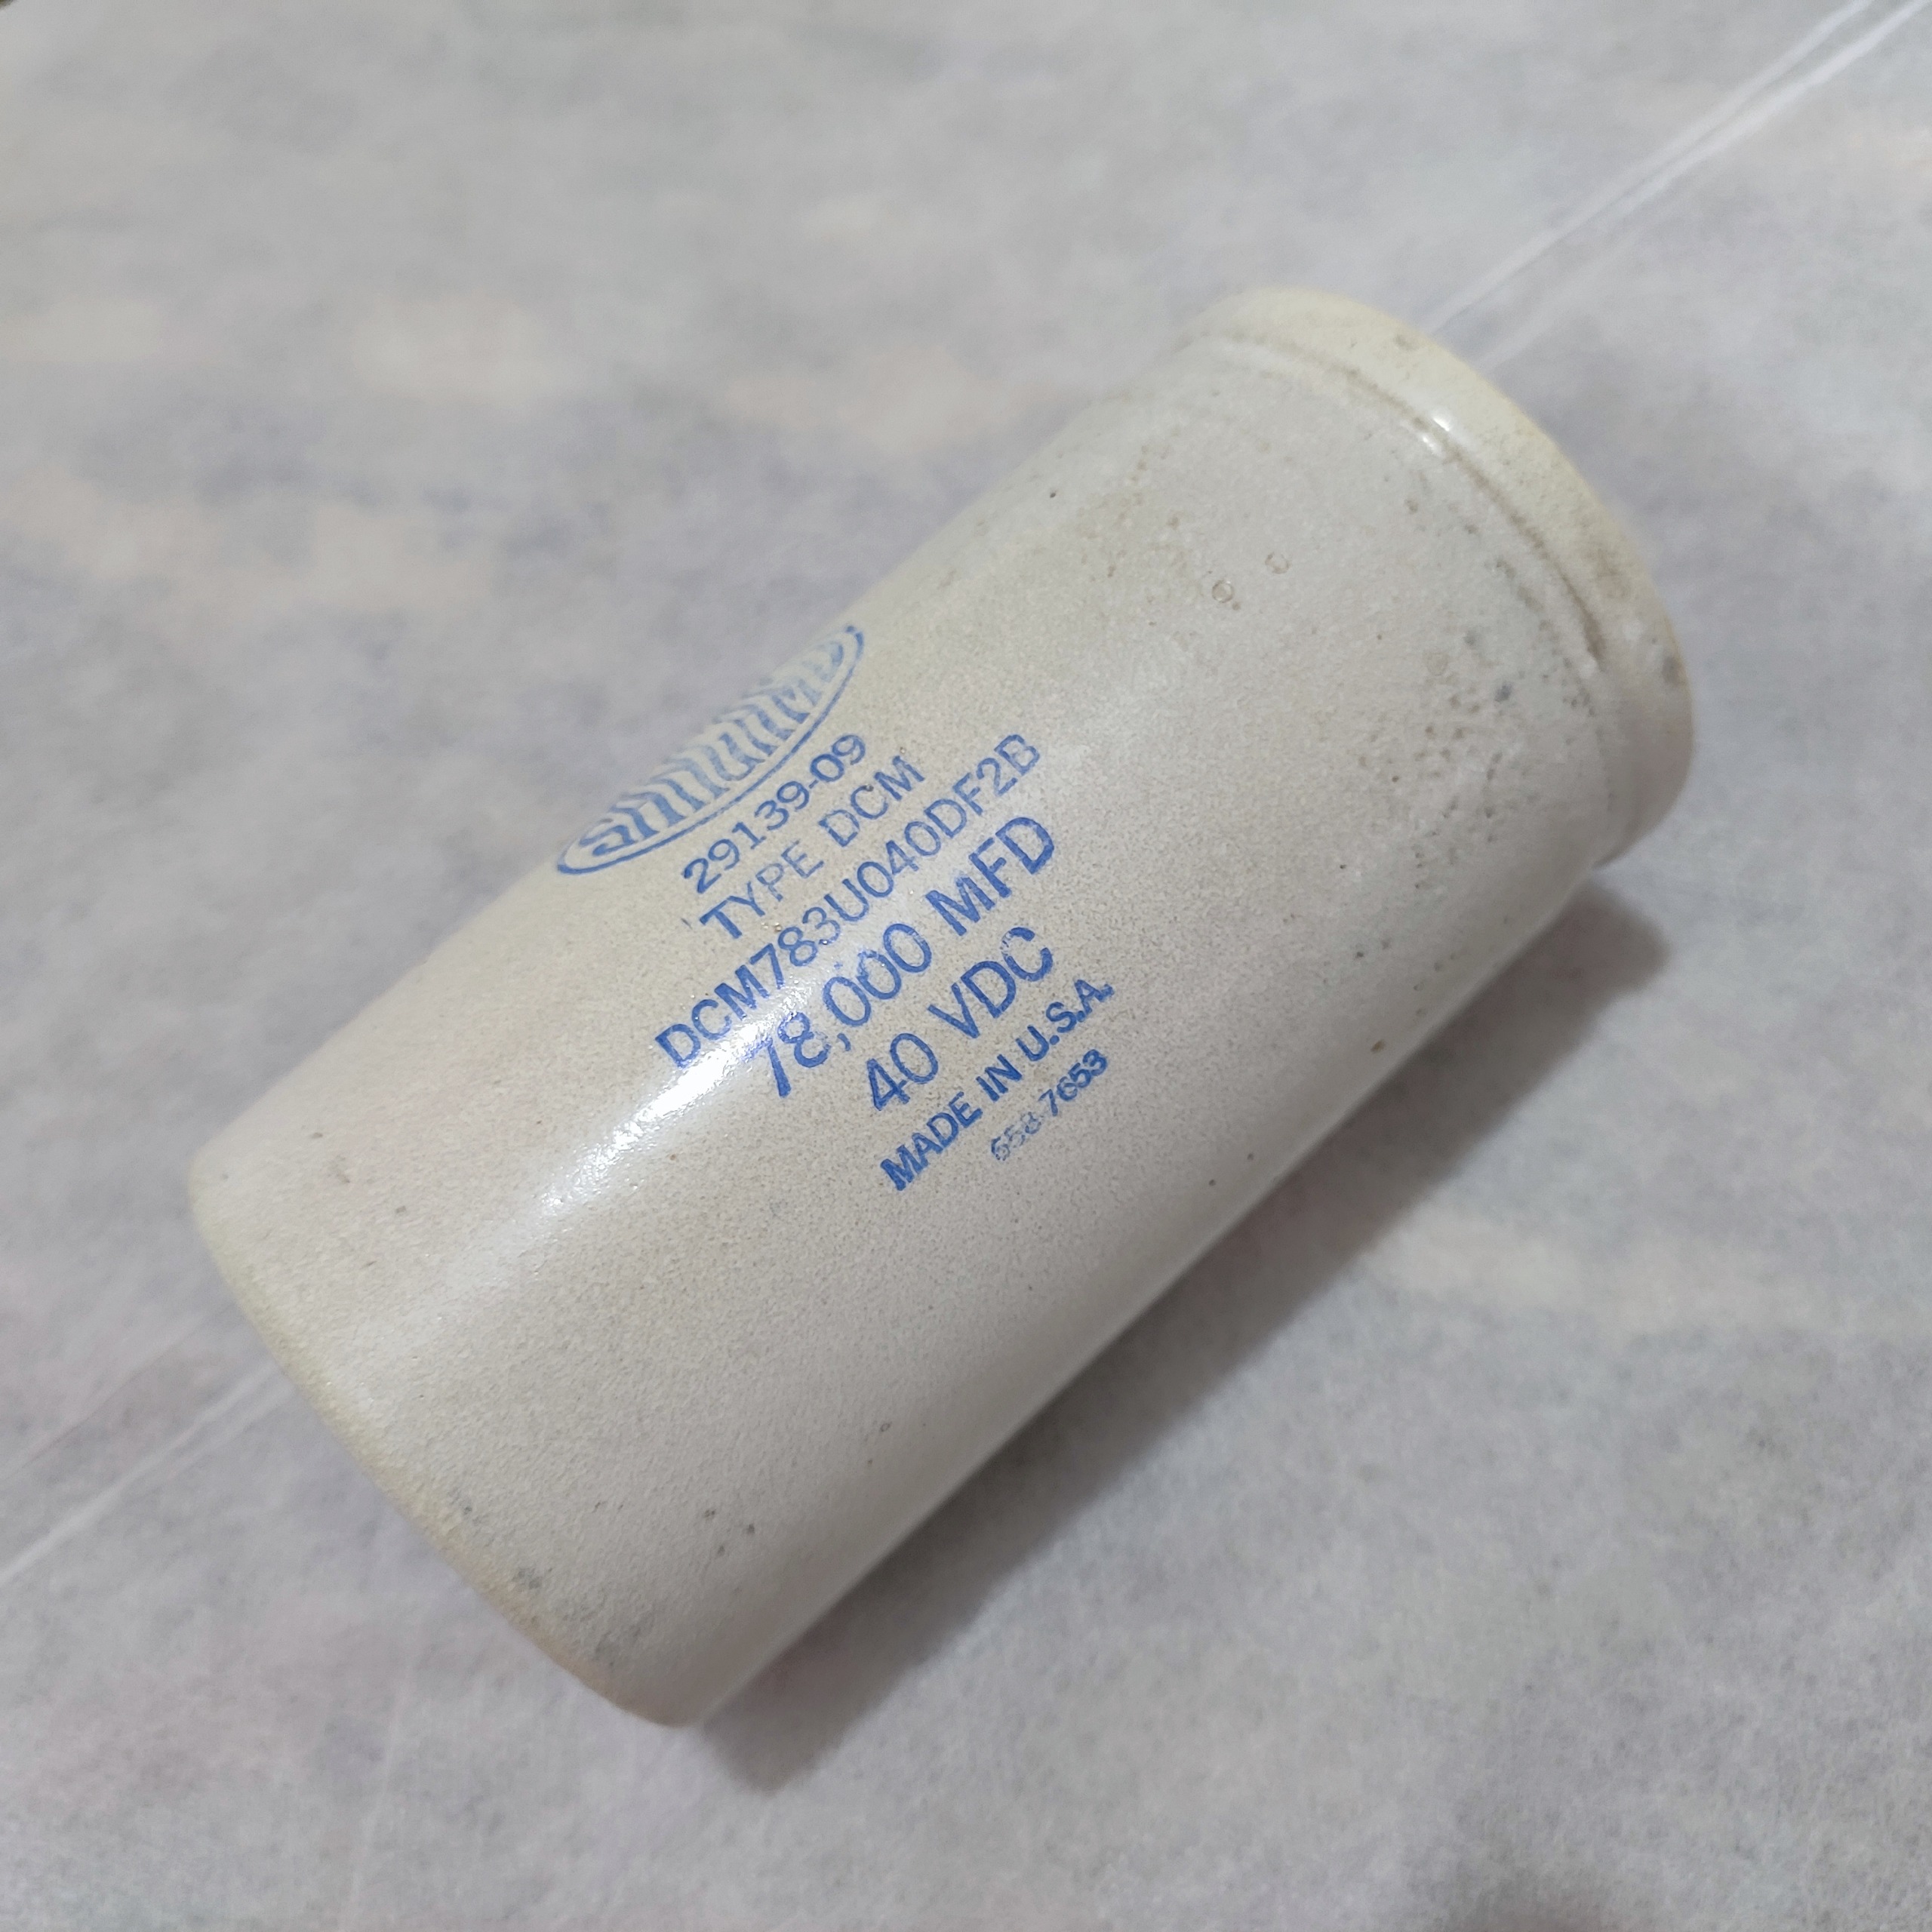 29139-09
TYPE DCM
DCM783U040DF2B
78,000 MFD
40 VDC
MADE IN U.S.A.
558-7653